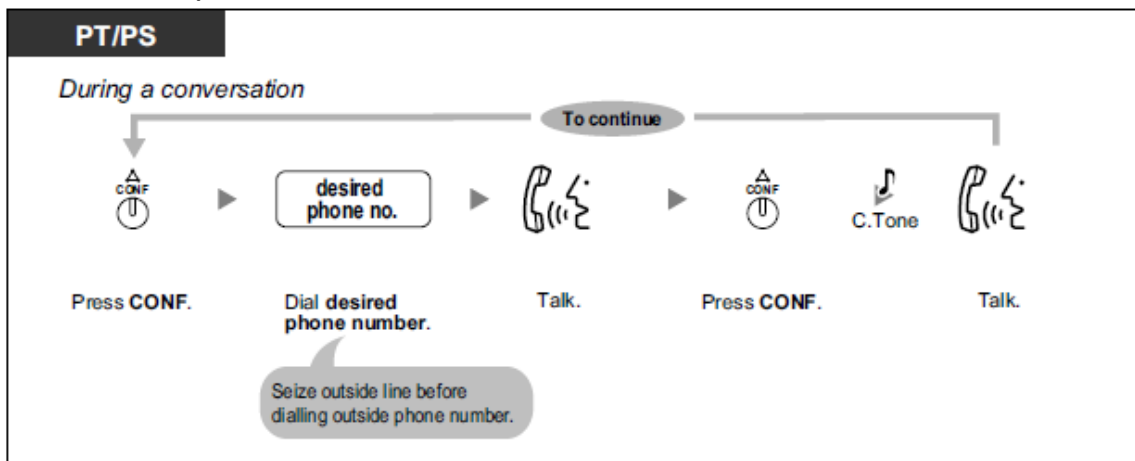 PT/PS
During a conversation
To continue
CONF
desired
phone no.
CONF
C.Tone
Press CONF.
Dial desired
phone number.
Talk.
Press CONF.
Talk.
Seize outside line before
dialling outside phone number.